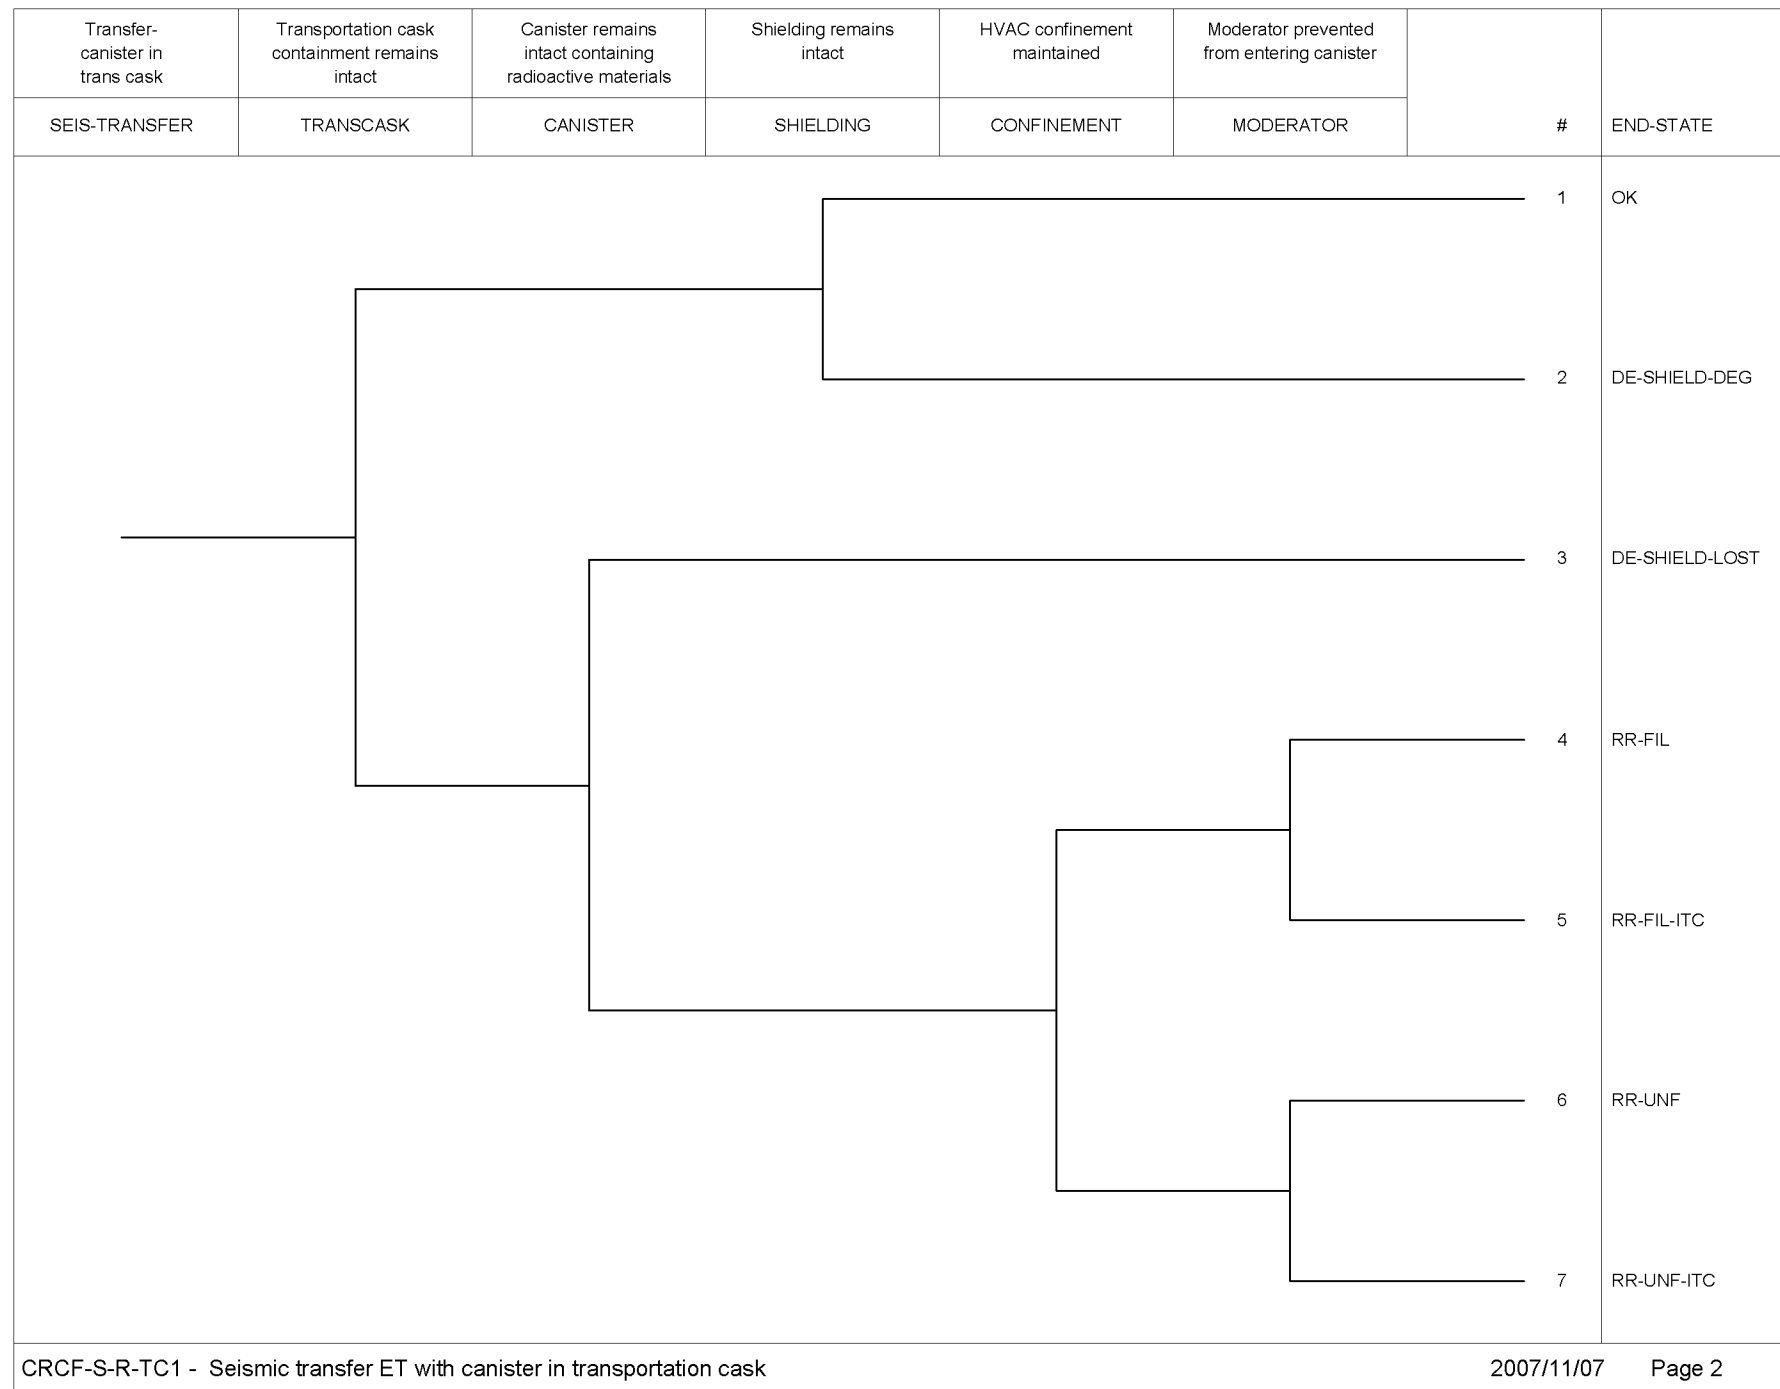 Transfer-
canister in
trans cask
Transportation cask
containment remains
intact
Canister remains
intact containing
radioactive materials
Shielding remains
intact
HVAC confinement
maintained
Moderator prevented
from entering canister
SEIS-TRANSFER
TRANSCASK
CANISTER
SHIELDING
CONFINEMENT
MODERATOR
#
END-STATE
1 OK
2 DE-SHIELD-DEG
3 DE-SHIELD-LOST
4 RR-FIL
5 RR-FIL-ITC
6 RR-UNF
7 RR-UNF-ITC
CRCF-S-R-TC1 - Seismic transfer ET with canister in transportation cask 2007/11/07 Page 2